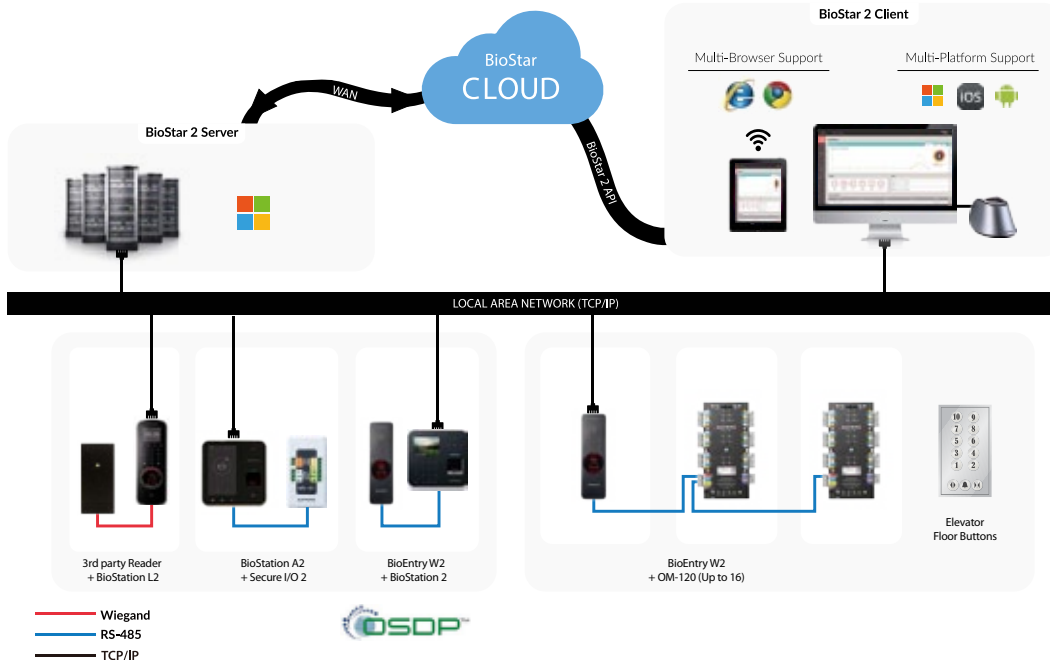 BioStar 2 Client
Multi-Browser Support
Multi-Platform Support
iOS
BioStar
CLOUD
WAN
BioStar 2 API
BioStar 2 Server
LOCAL AREA NETWORK (TCP/IP)
10 9
7 8
5 6
3 4
1 2
3rd party Reader
+ BioStation L2
BioStation A2
+ Secure I/O 2
BioEntry W2
+ BioStation 2
BioEntry W2
+ OM-120 (Up to 16)
Elevator
Floor Buttons
Wiegand
RS-485
TCP/IP
OSDP